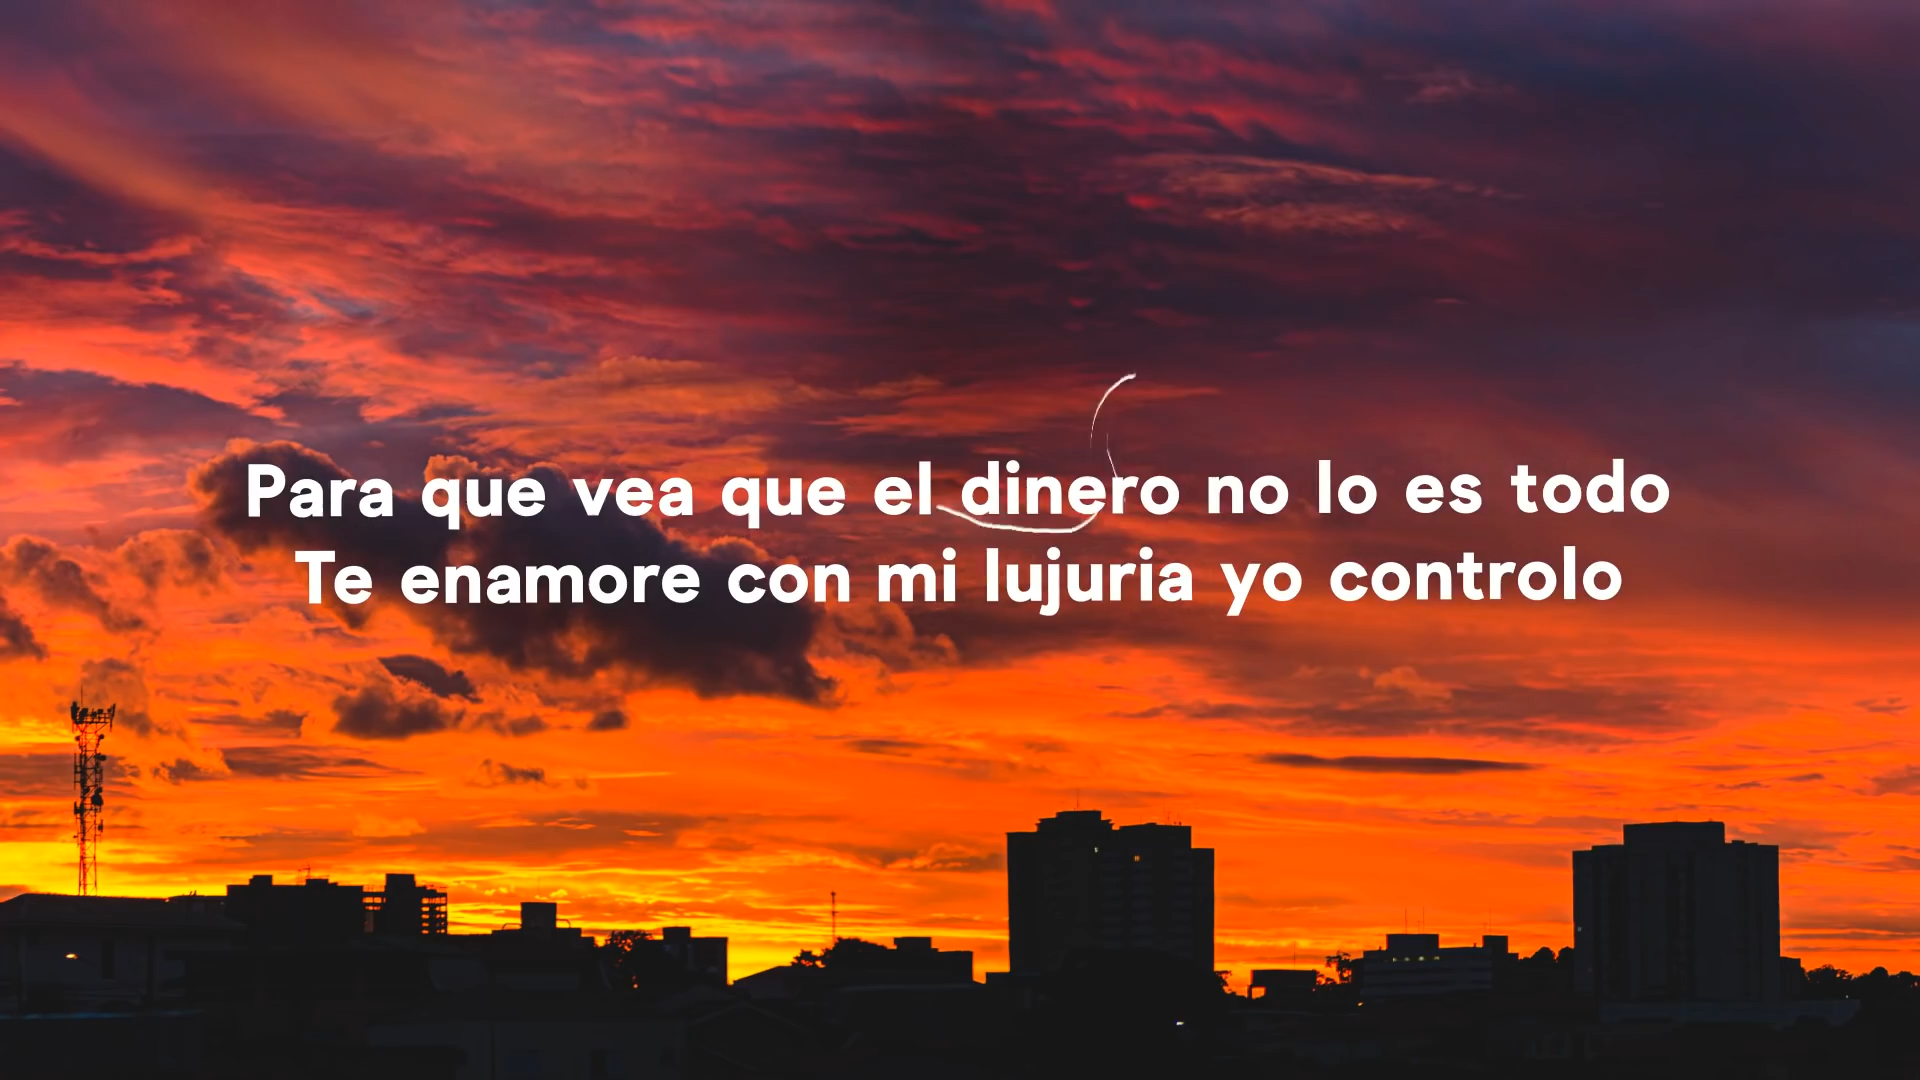 Para que vea que el dinero no lo es todo
Te enamore con mi lujuria yo controlo